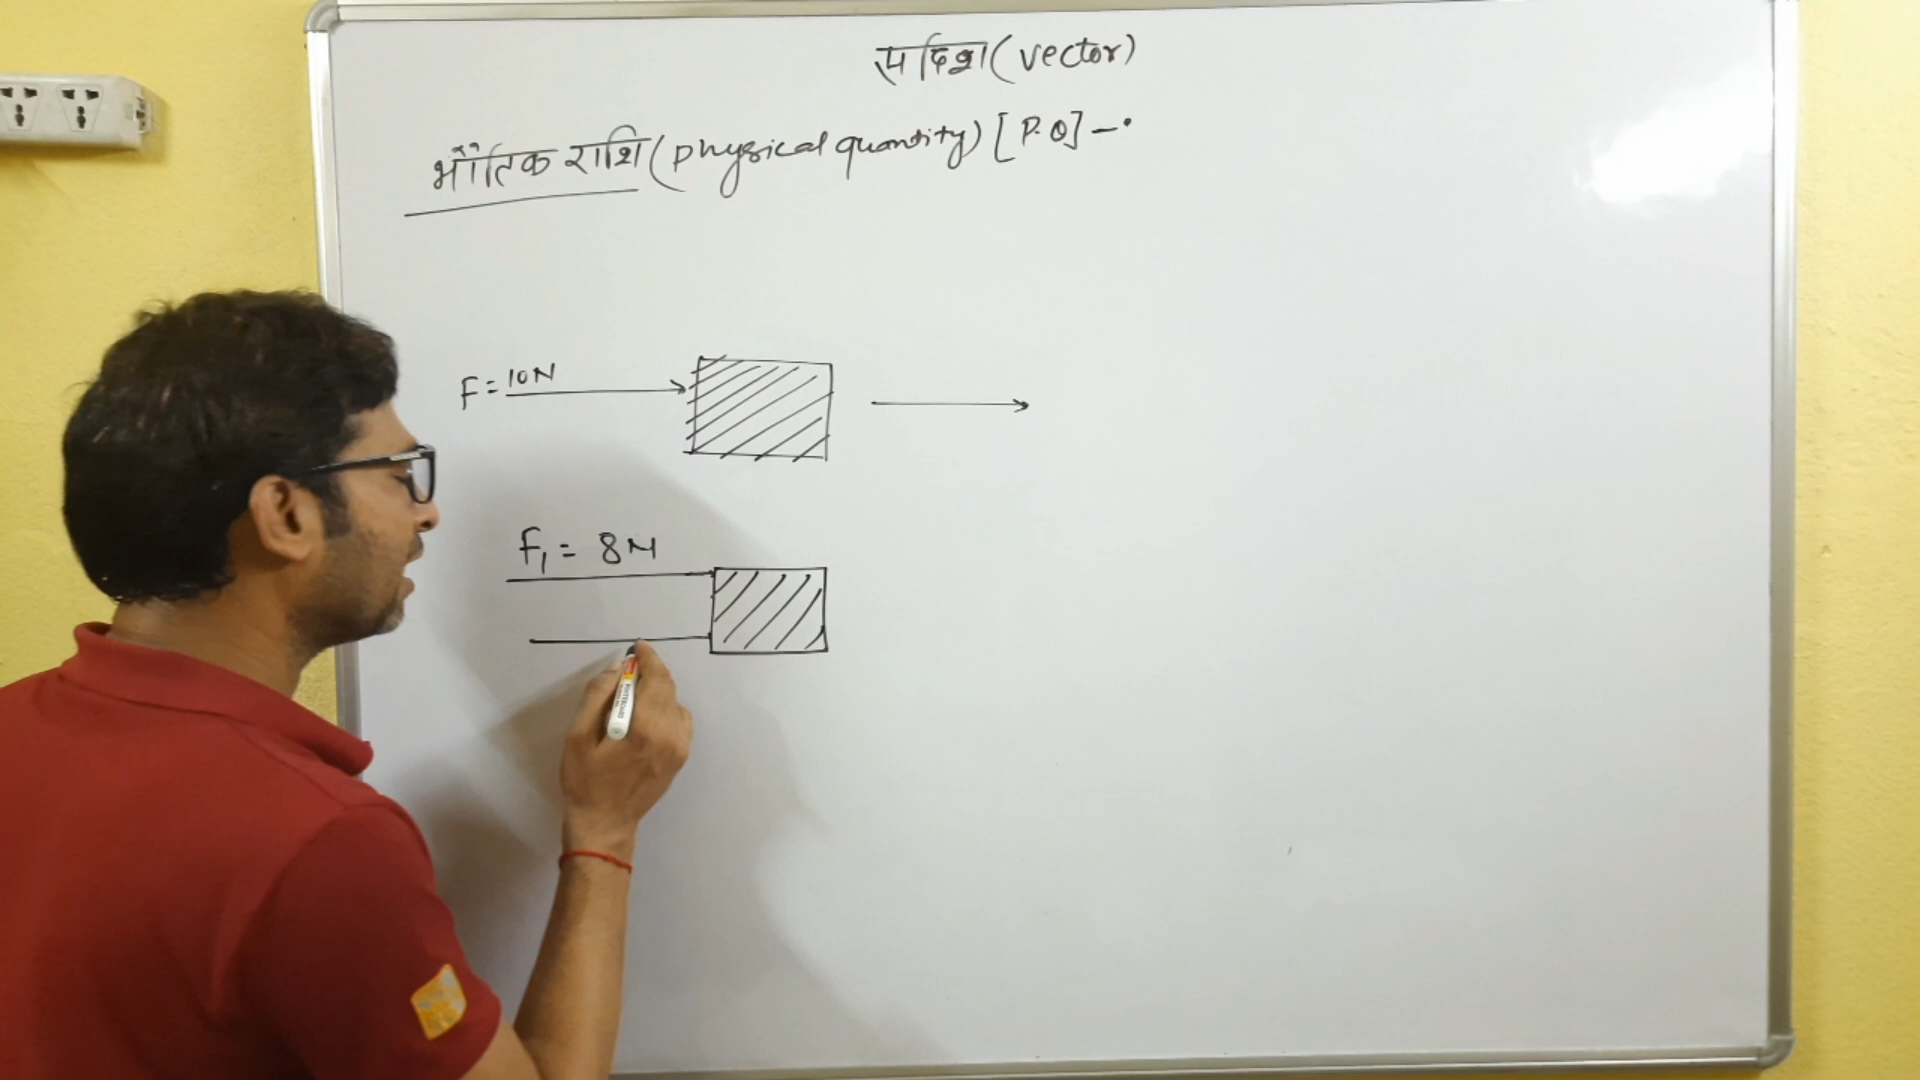 सदिश (vector)
भौतिक राशि (physical quantity) [P.Q] -.
F = 10N
F₁ = 8N